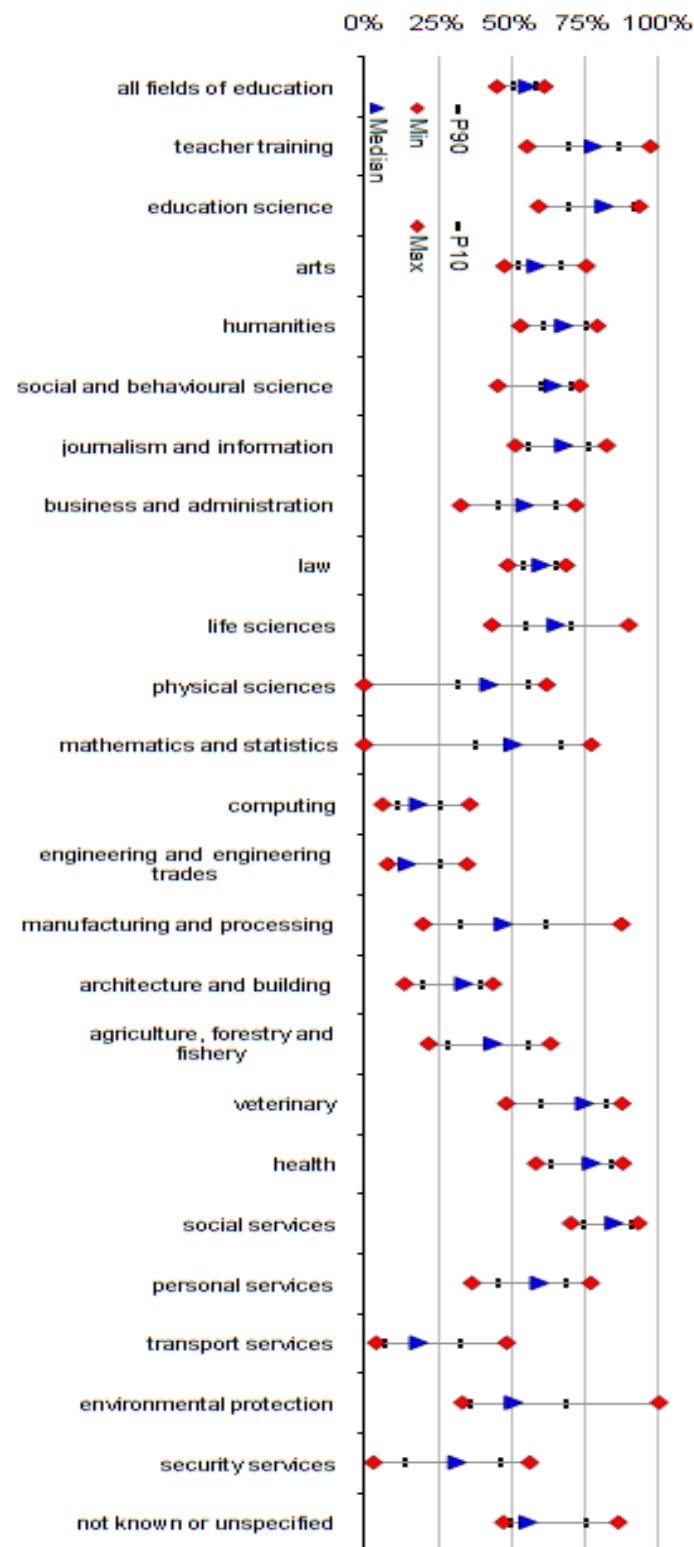 0% 25% 50% 75% 100%
all fields of education
teacher training
education science
arts
humanities
social and behavioural science
journalism and information
business and administration
law
life sciences
physical sciences
mathematics and statistics
computing
engineering and engineering
trades
manufacturing and processing
architecture and building
agriculture, forestry and
fishery
veterinary
health
social services
personal services
transport services
environmental protection
security services
not known or unspecified
P90 P10
Min Max
Median